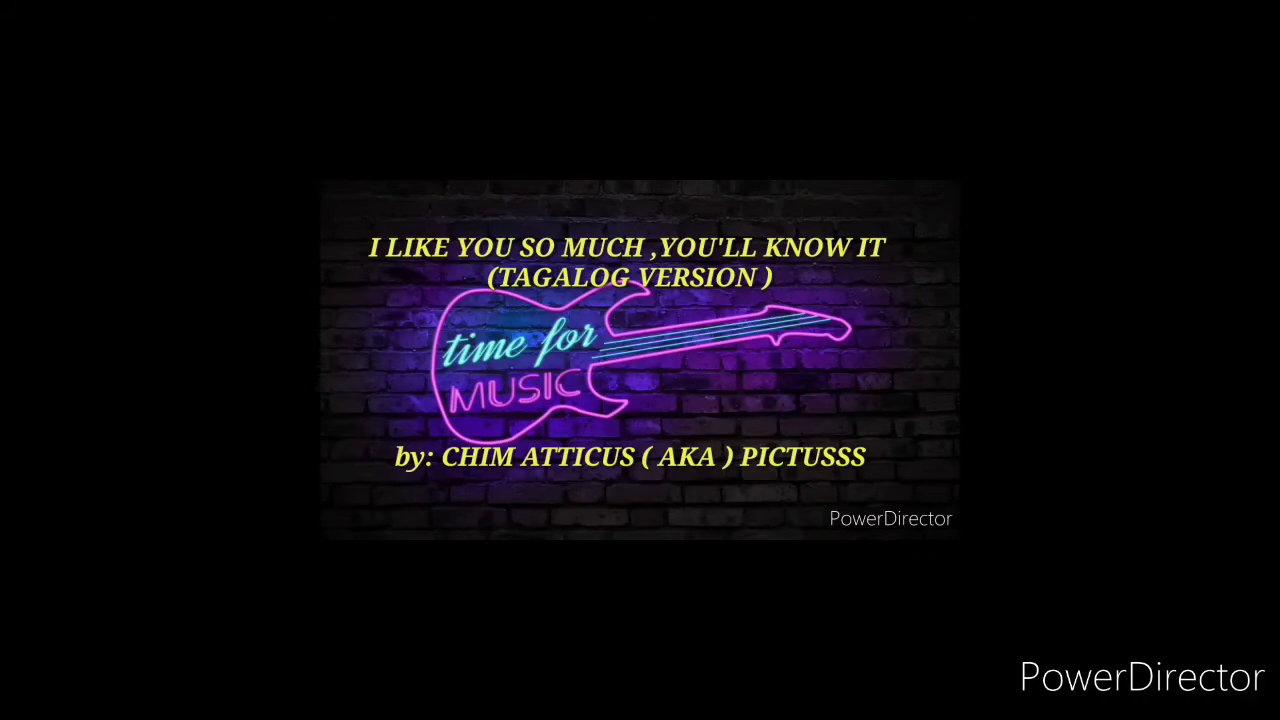 I LIKE YOU SO MUCH ,YOU'LL KNOW IT
(TAGALOG VERSION )
time for
MUSIC
by: CHIM ATTICUS ( AKA ) PICTUSSS
PowerDirector
PowerDirector